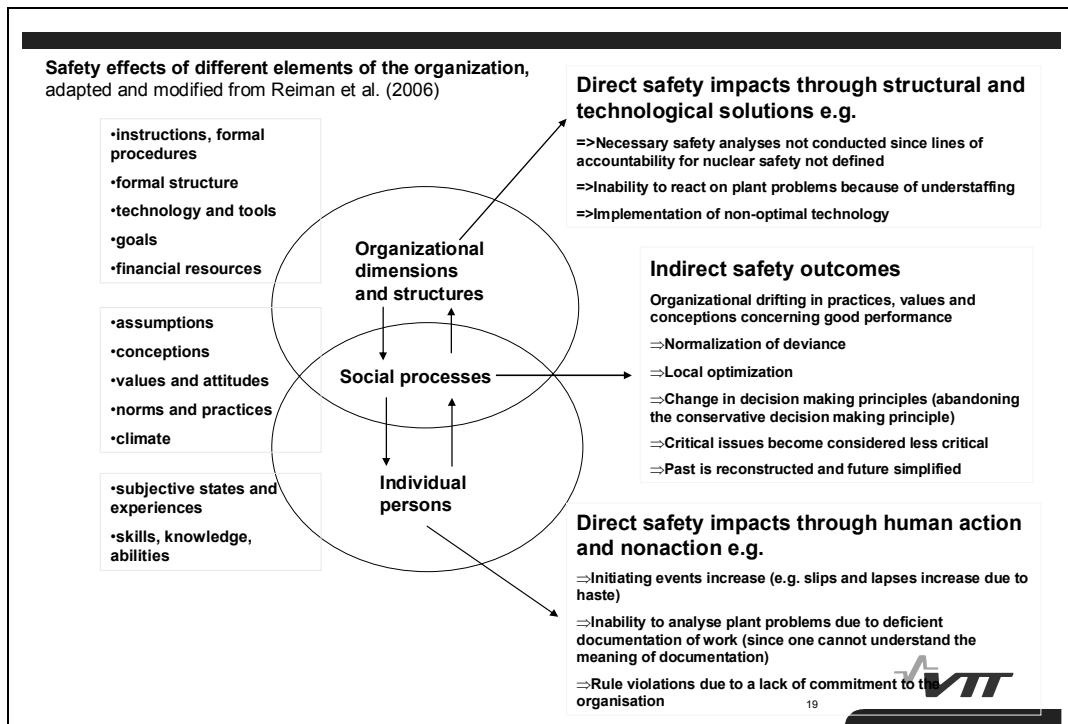 Safety effects of different elements of the organization,
adapted and modified from Reiman et al. (2006)
•instructions, formal
procedures
•formal structure
•technology and tools
•goals
•financial resources
•assumptions
•conceptions
•values and attitudes
•norms and practices
•climate
•subjective states and
experiences
•skills, knowledge,
abilities
Organizational
dimensions
and structures
Social processes
Individual
persons
Direct safety impacts through structural and
technological solutions e.g.
=>Necessary safety analyses not conducted since lines of
accountability for nuclear safety not defined
=>Inability to react on plant problems because of understaffing
=>Implementation of non-optimal technology
Indirect safety outcomes
Organizational drifting in practices, values and
conceptions concerning good performance
⇒Normalization of deviance
⇒Local optimization
⇒Change in decision making principles (abandoning
the conservative decision making principle)
⇒Critical issues become considered less critical
⇒Past is reconstructed and future simplified
Direct safety impacts through human action
and nonaction e.g.
⇒Initiating events increase (e.g. slips and lapses increase due to
haste)
⇒Inability to analyse plant problems due to deficient
documentation of work (since one cannot understand the
meaning of documentation)
⇒Rule violations due to a lack of commitment to the
organisation
VTT
19